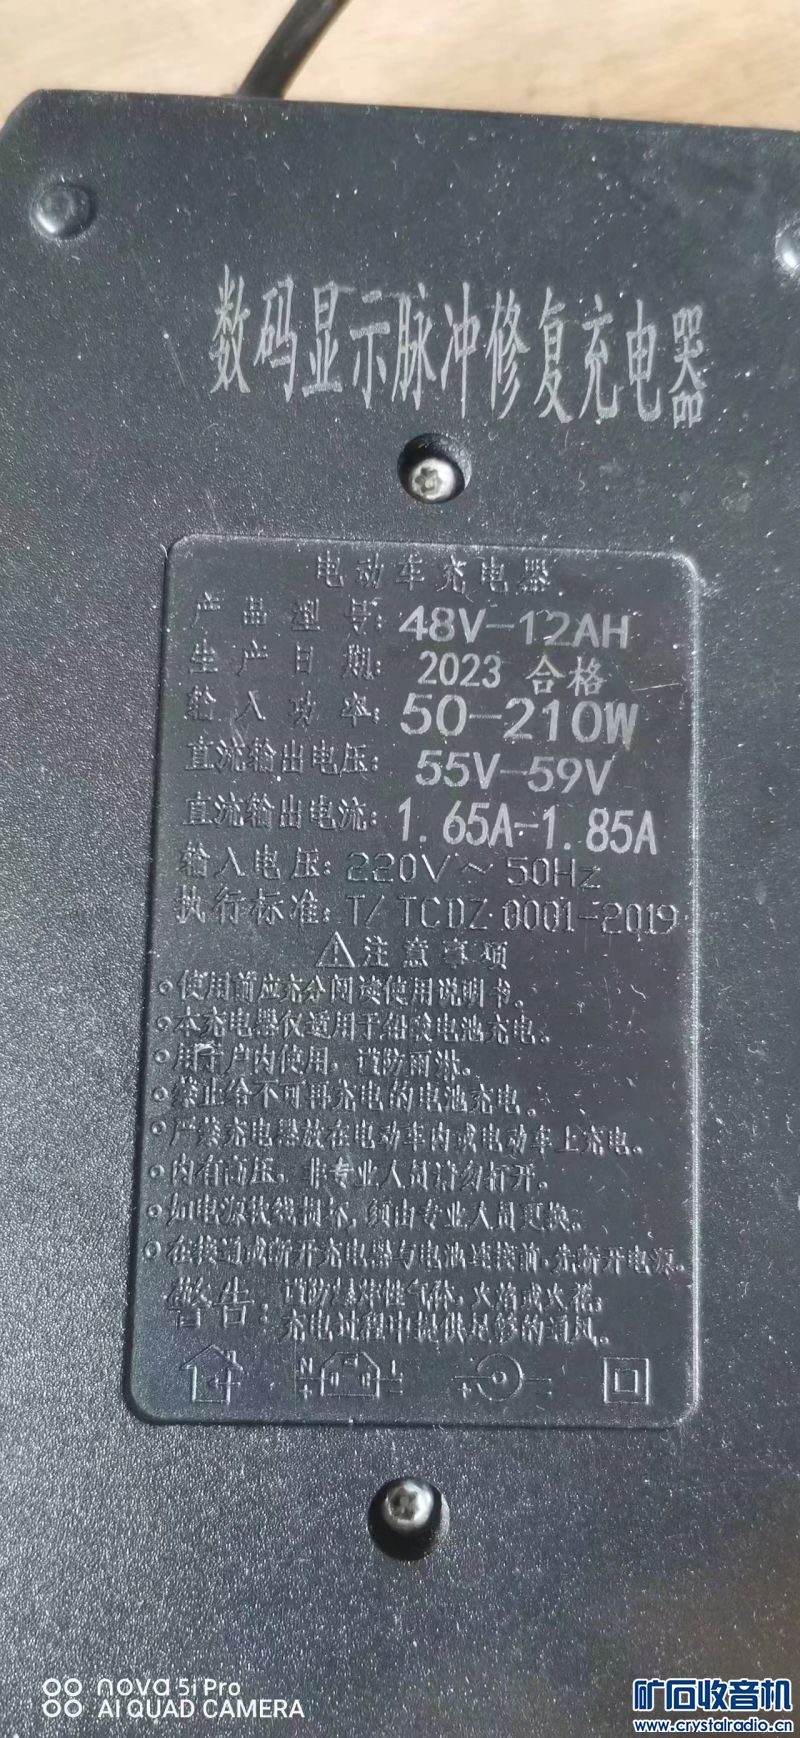 数码显示脉冲修复充电器
电动车充电器
产品型号: 48V-12AH
生产日期: 2023 合格
输入功率: 50-210W
直流输出电压: 55V-59V
直流输出电流: 1.65A-1.85A
输入电压: 220V~50Hz
执行标准: T/TCDZ·0001-2019
注意事项
使用前应充分阅读使用说明书。
本充电器仅适用于铅酸电池充电。
用于户内使用，谨防雨淋。
禁止给不可再充电的电池充电。
严禁充电器放在电动车内或电动车上充电。
内有高压，非专业人员请勿打开。
如电源软线损坏，须由专业人员更换。
在接通或断开充电器与电池连接前，先断开电源。
警告: 谨防爆炸性气体，火焰或火花，
充电过程中提供足够的通风。
nova 5i Pro
AI QUAD CAMERA
矿石收音机
www.crystalradio.cn